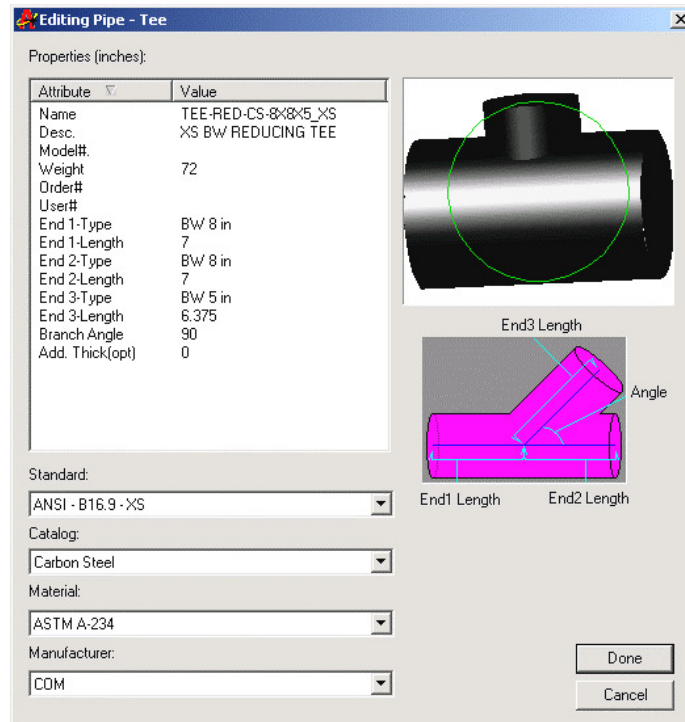 Editing Pipe - Tee
Properties (inches):
Attribute Value
Name TEE-RED-CS-8X8X5_XS
Desc. XS BW REDUCING TEE
Model#.
Weight 72
Order#
User#
End 1-Type BW 8 in
End 1-Length 7
End 2-Type BW 8 in
End 2-Length 7
End 3-Type BW 5 in
End 3-Length 6.375
Branch Angle 90
Add. Thick(opt) 0
End3 Length
Angle
End1 Length End2 Length
Standard:
ANSI - B16.9 - XS
Catalog:
Carbon Steel
Material:
ASTM A-234
Manufacturer:
COM
Done
Cancel